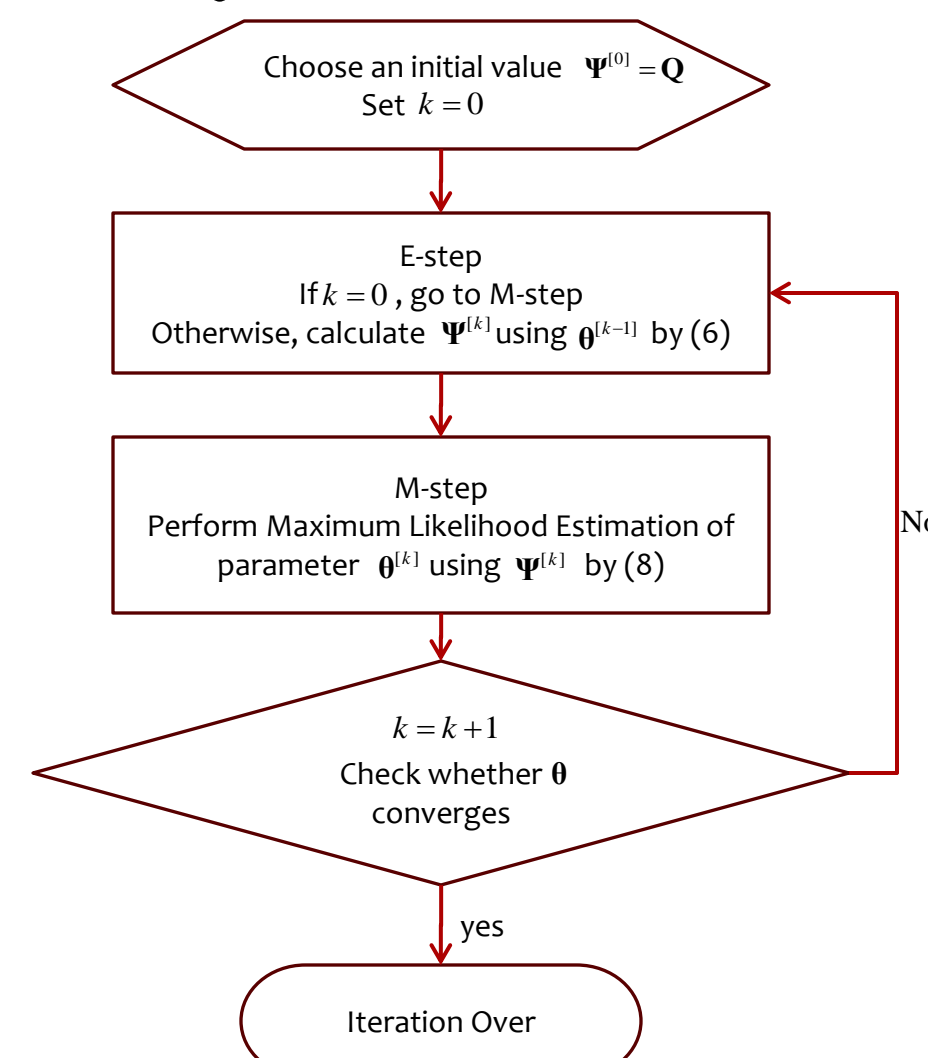 Choose an initial value Ψ^[0] = Q
Set k = 0
E-step
If k = 0 , go to M-step
Otherwise, calculate Ψ^[k] using θ^[k−1] by (6)
M-step
Perform Maximum Likelihood Estimation of
parameter θ^[k] using Ψ^[k] by (8)
No
k = k +1
Check whether θ
converges
yes
Iteration Over